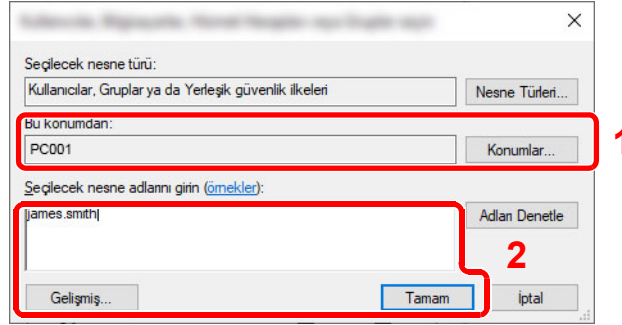 Seçilecek nesne türü:
Kullanıcılar, Gruplar ya da Yerleşik güvenlik ilkeleri
Nesne Türleri...
Bu konumdan:
PC001
Konumlar...
1
Seçilecek nesne adlarını girin (örnekler):
james.smith
Adları Denetle
2
Gelişmiş...
Tamam
İptal